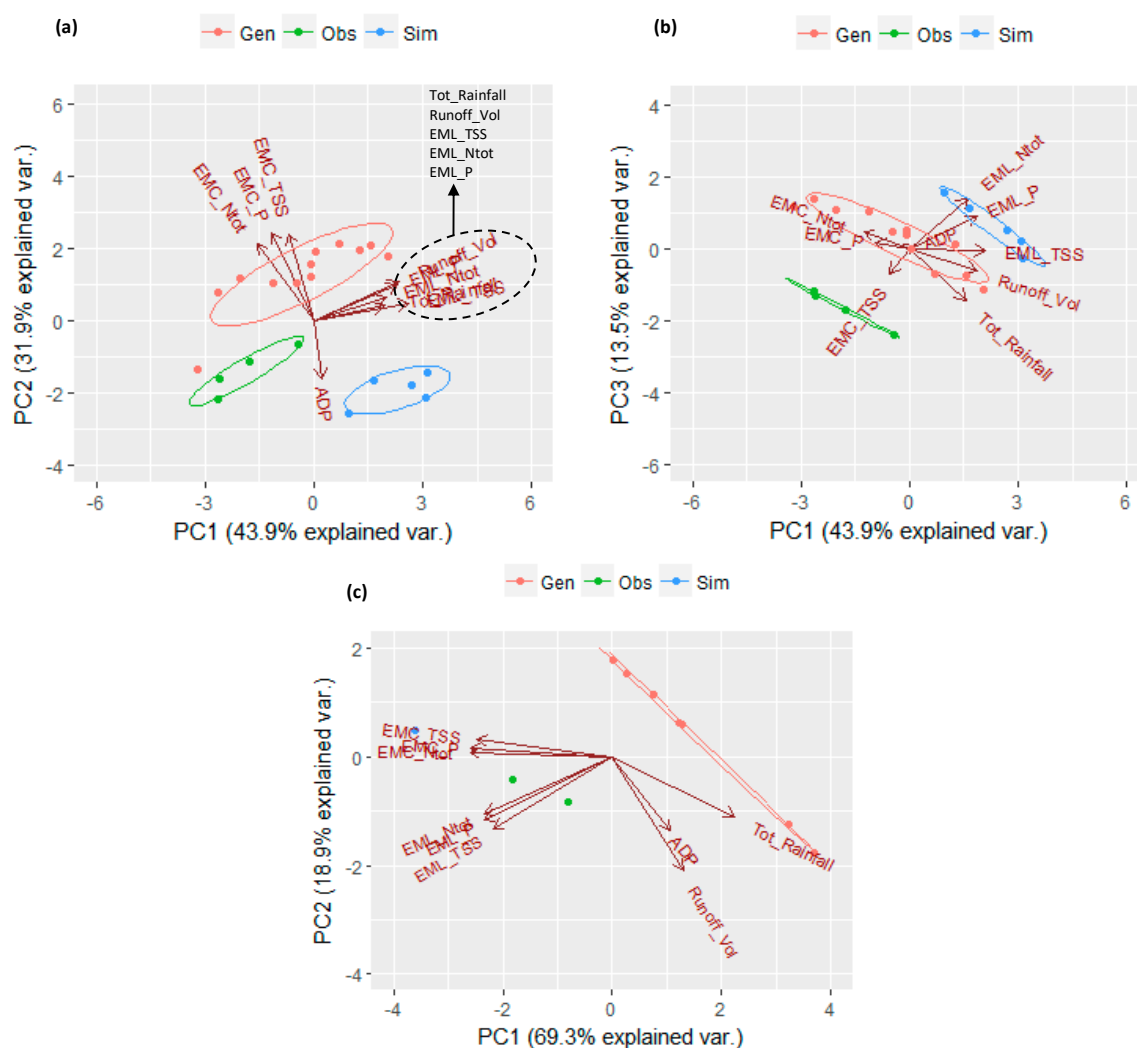 (a)
Gen Obs Sim
Tot_Rainfall
Runoff_Vol
EML_TSS
EML_Ntot
EML_P
EMC_TSS
EMC_P
EMC_Ntot
Runoff_Vol
EML_P
EML_Ntot
EML_TSS
Tot_Rainfall
ADP
6
4
2
0
-2
-4
PC2 (31.9% explained var.)
-6 -3 0 3 6
PC1 (43.9% explained var.)
(b)
Gen Obs Sim
EML_Ntot
EML_P
EMC_Ntot
EMC_P
ADP
EML_TSS
Runoff_Vol
EMC_TSS
Tot_Rainfall
4
2
0
-2
-4
-6
PC3 (13.5% explained var.)
-6 -3 0 3 6
PC1 (43.9% explained var.)
(c)
Gen Obs Sim
EMC_TSS
EMC_P
EMC_Ntot
EML_Ntot
EML_P
EML_TSS
ADP
Tot_Rainfall
Runoff_Vol
2
0
-2
-4
PC2 (18.9% explained var.)
-4 -2 0 2 4
PC1 (69.3% explained var.)